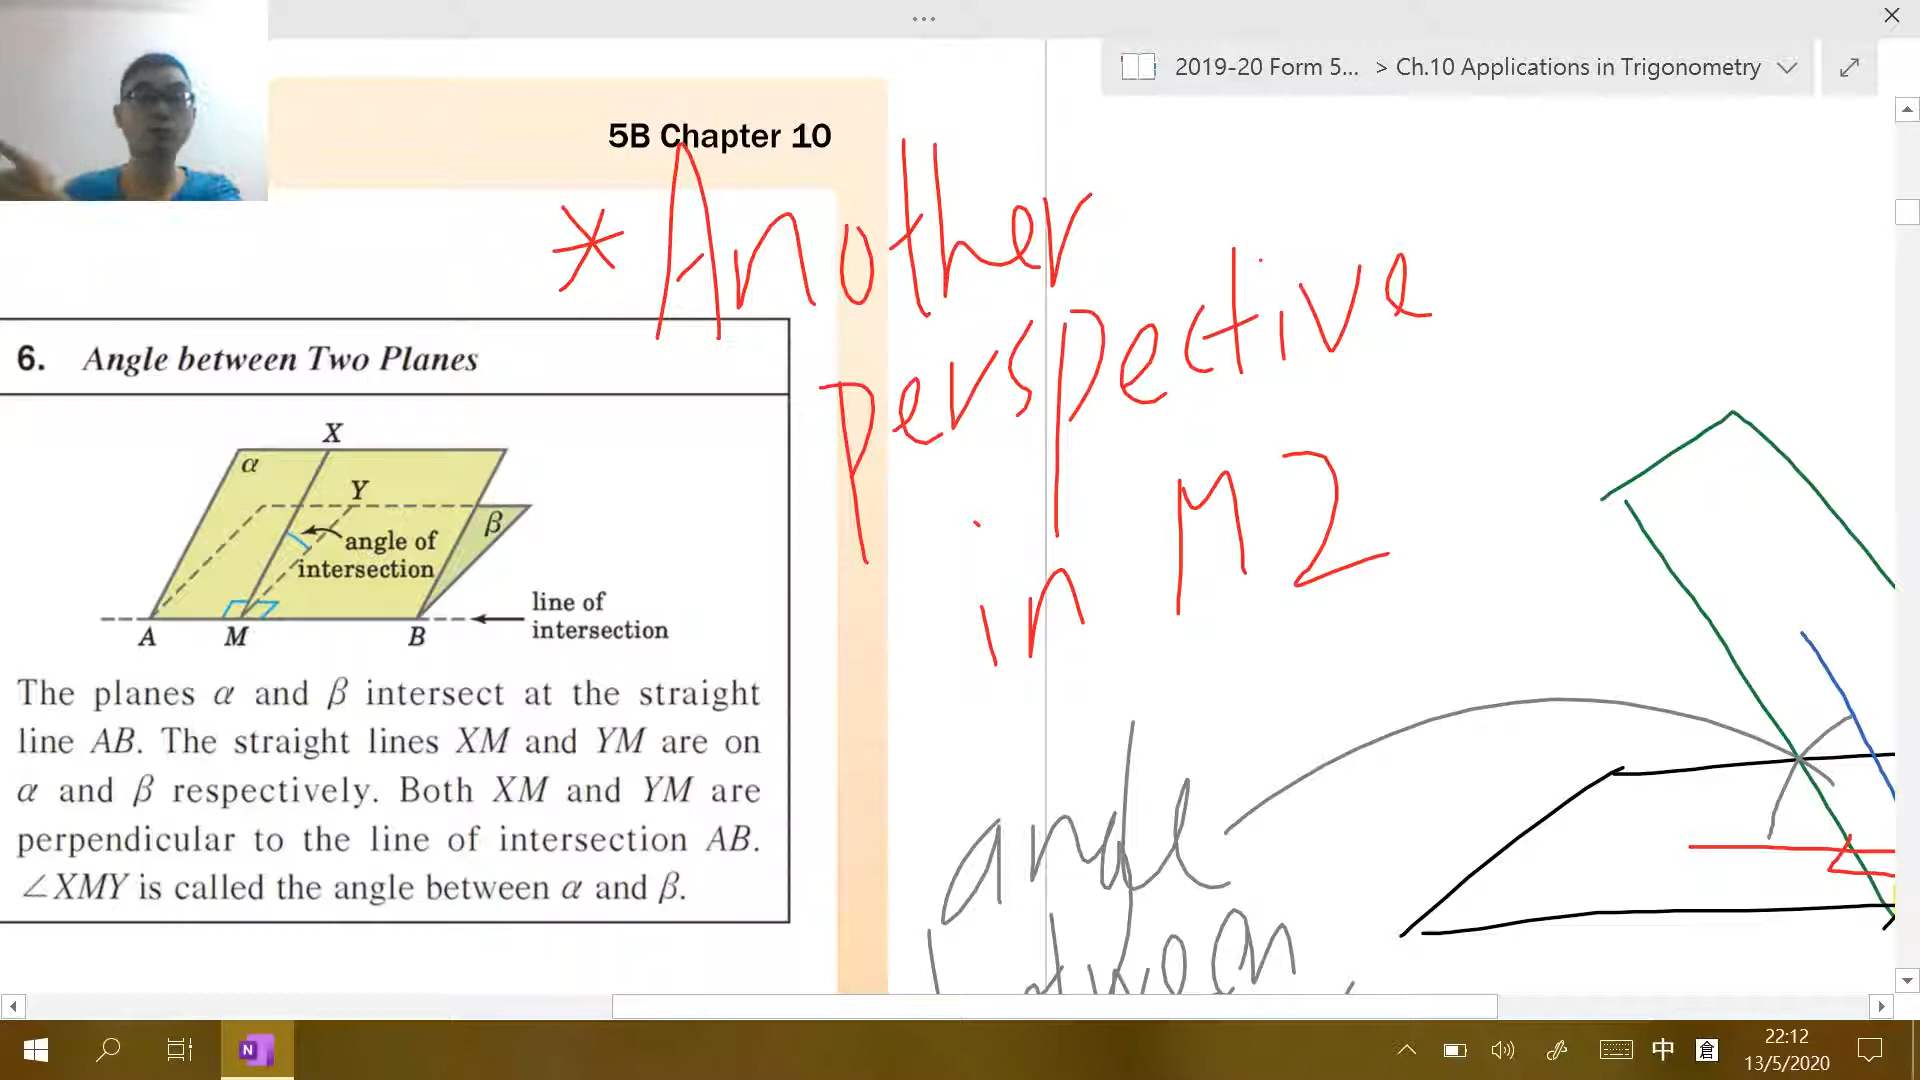 2019-20 Form 5... > Ch.10 Applications in Trigonometry
5B Chapter 10
* Another
perspective
in M2
6. Angle between Two Planes
X
α
Y
β
angle of
intersection
line of
intersection
A M B
The planes α and β intersect at the straight
line AB. The straight lines XM and YM are on
α and β respectively. Both XM and YM are
perpendicular to the line of intersection AB.
∠XMY is called the angle between α and β.
angle
between
N
中
倉
22:12
13/5/2020